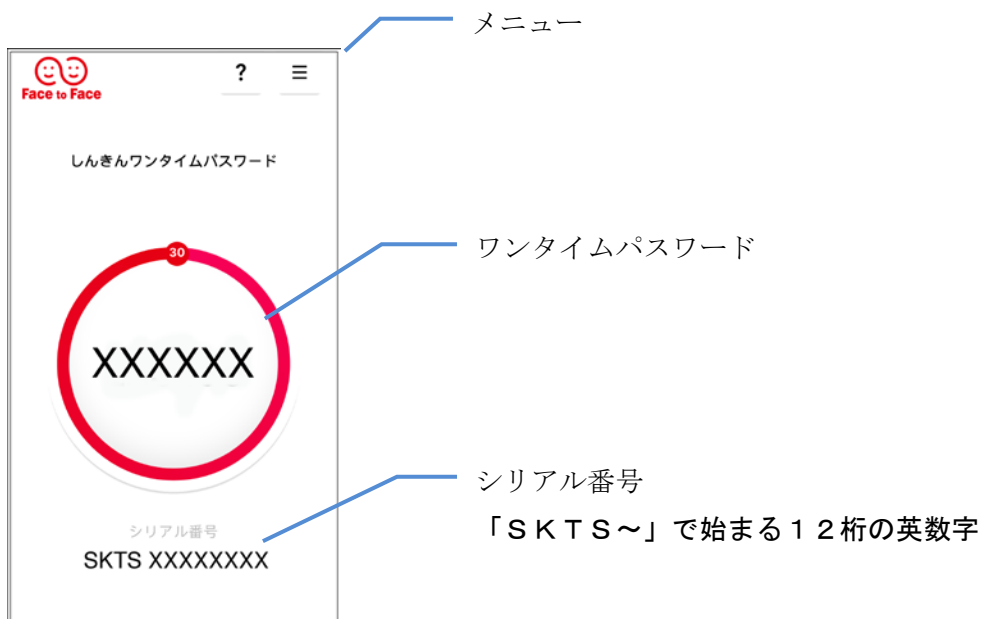 メニュー
Face to Face
? ≡
しんきんワンタイムパスワード
ワンタイムパスワード
30
XXXXXX
シリアル番号
「ＳＫＴＳ～」で始まる１２桁の英数字
シリアル番号
SKTS XXXXXXXX